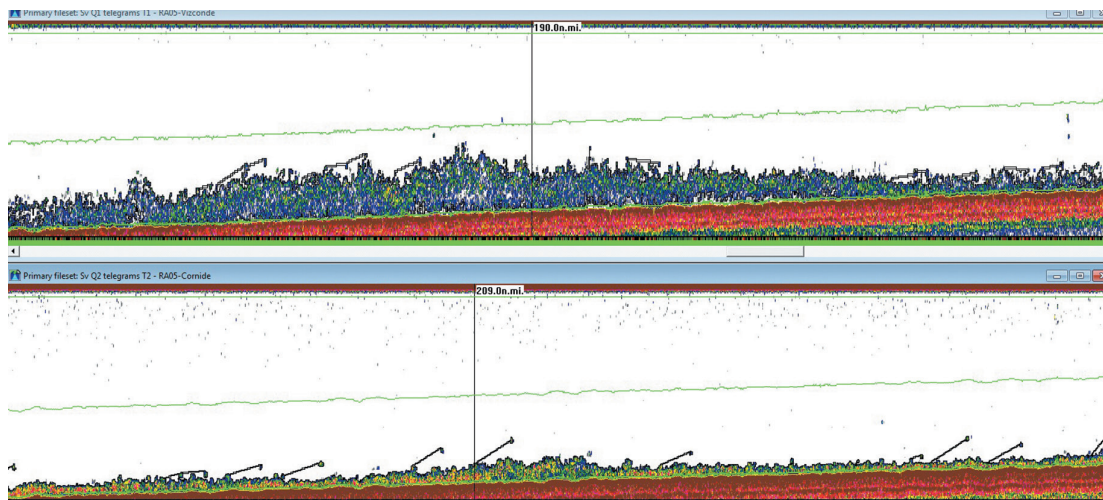 Primary fileset: Sv Q1 telegrams T1 - RA05-Vizconde
190.0n.mi.
Primary fileset: Sv Q2 telegrams T2 - RA05-Cornide
209.0n.mi.